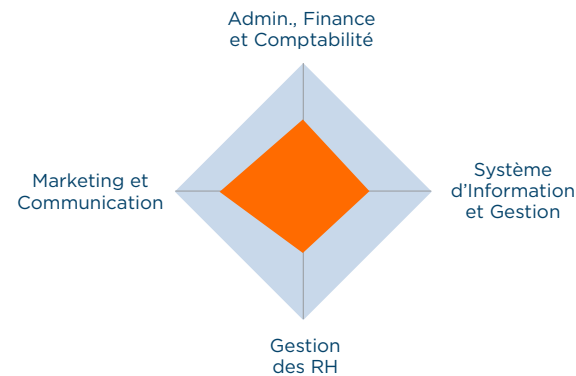 Admin., Finance
et Comptabilité
Marketing et
Communication
Système
d’Information
et Gestion
Gestion
des RH